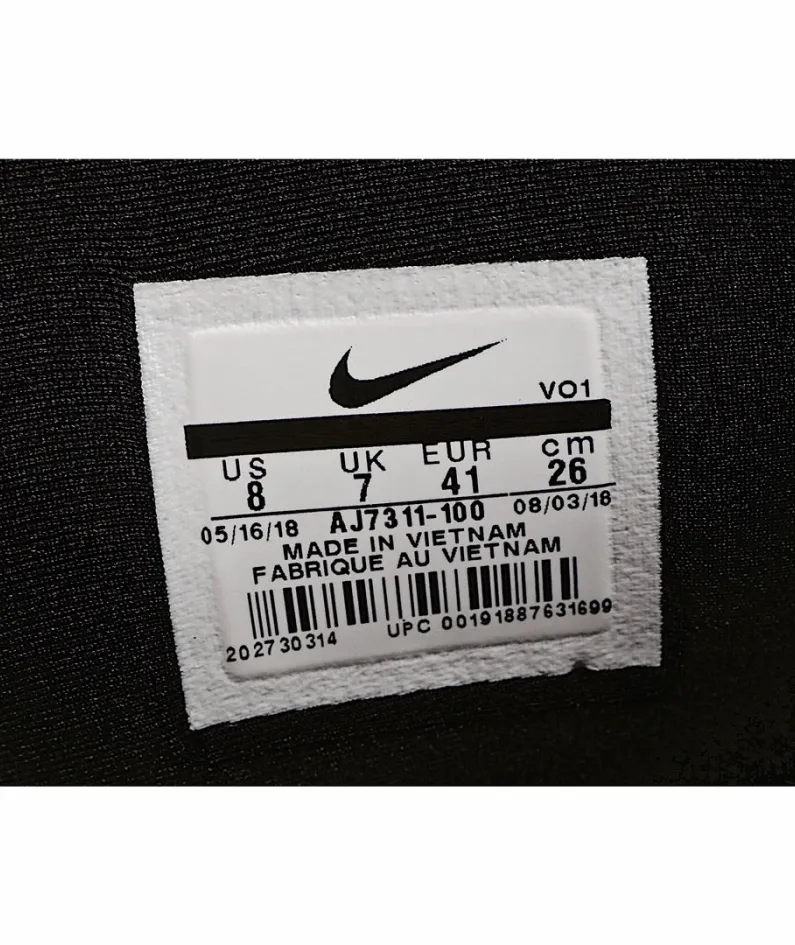 VO1
US UK EUR cm
8 7 41 26
05/16/18 AJ7311-100 08/03/18
MADE IN VIETNAM
FABRIQUE AU VIETNAM
202730314 UPC 00191887631699